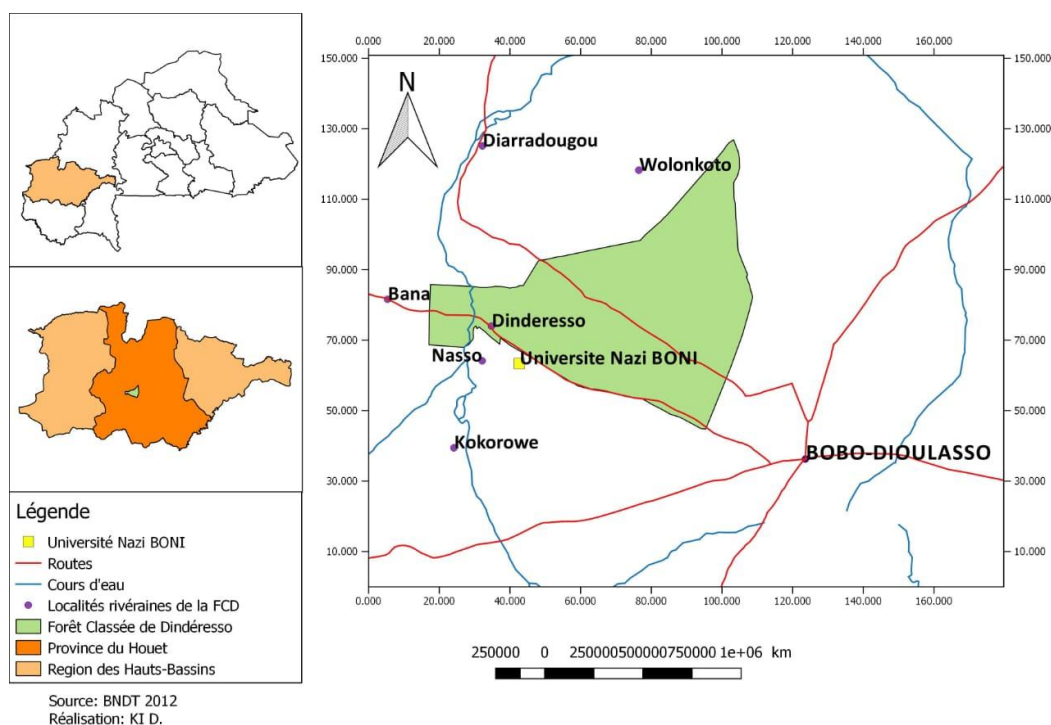 0.000 20.000 40.000 60.000 80.000 100.000 120.000 140.000 160.000
150.000 150.000
N
130.000 130.000
Diarradougou
Wolonkoto
110.000 110.000
90.000 90.000
Bana
Dinderesso
70.000 70.000
Nasso
Universite Nazi BONI
50.000 50.000
Kokorowe
BOBO-DIOULASSO
30.000 30.000
10.000 10.000
0.000 20.000 40.000 60.000 80.000 100.000 120.000 140.000 160.000
250000 0 250000500000750000 1e+06 km
Légende
Université Nazi BONI
Routes
Cours d'eau
Localités rivéraines de la FCD
Forêt Classée de Dindéresso
Province du Houet
Region des Hauts-Bassins
Source: BNDT 2012
Réalisation: KI D.